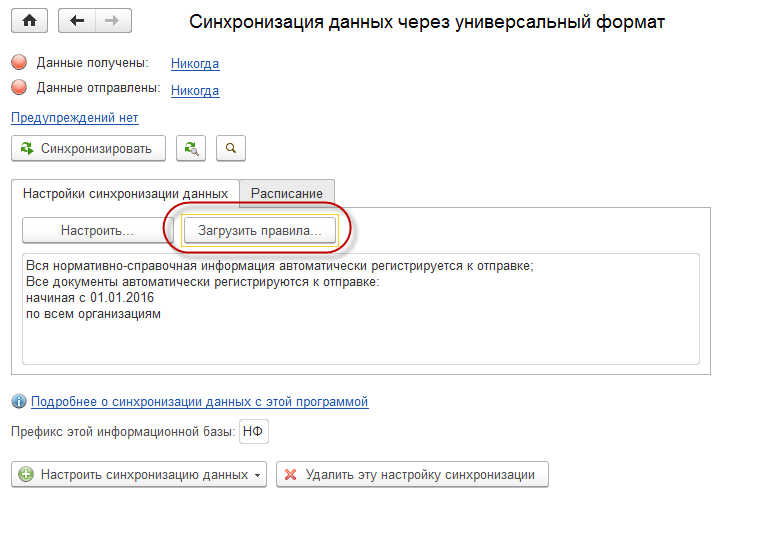 Синхронизация данных через универсальный формат
Данные получены: Никогда
Данные отправлены: Никогда
Предупреждений нет
Синхронизировать
Настройки синхронизации данных Расписание
Настроить... Загрузить правила...
Вся нормативно-справочная информация автоматически регистрируется к отправке;
Все документы автоматически регистрируются к отправке:
начиная с 01.01.2016
по всем организациям
Подробнее о синхронизации данных с этой программой
Префикс этой информационной базы: НФ
Настроить синхронизацию данных Удалить эту настройку синхронизации